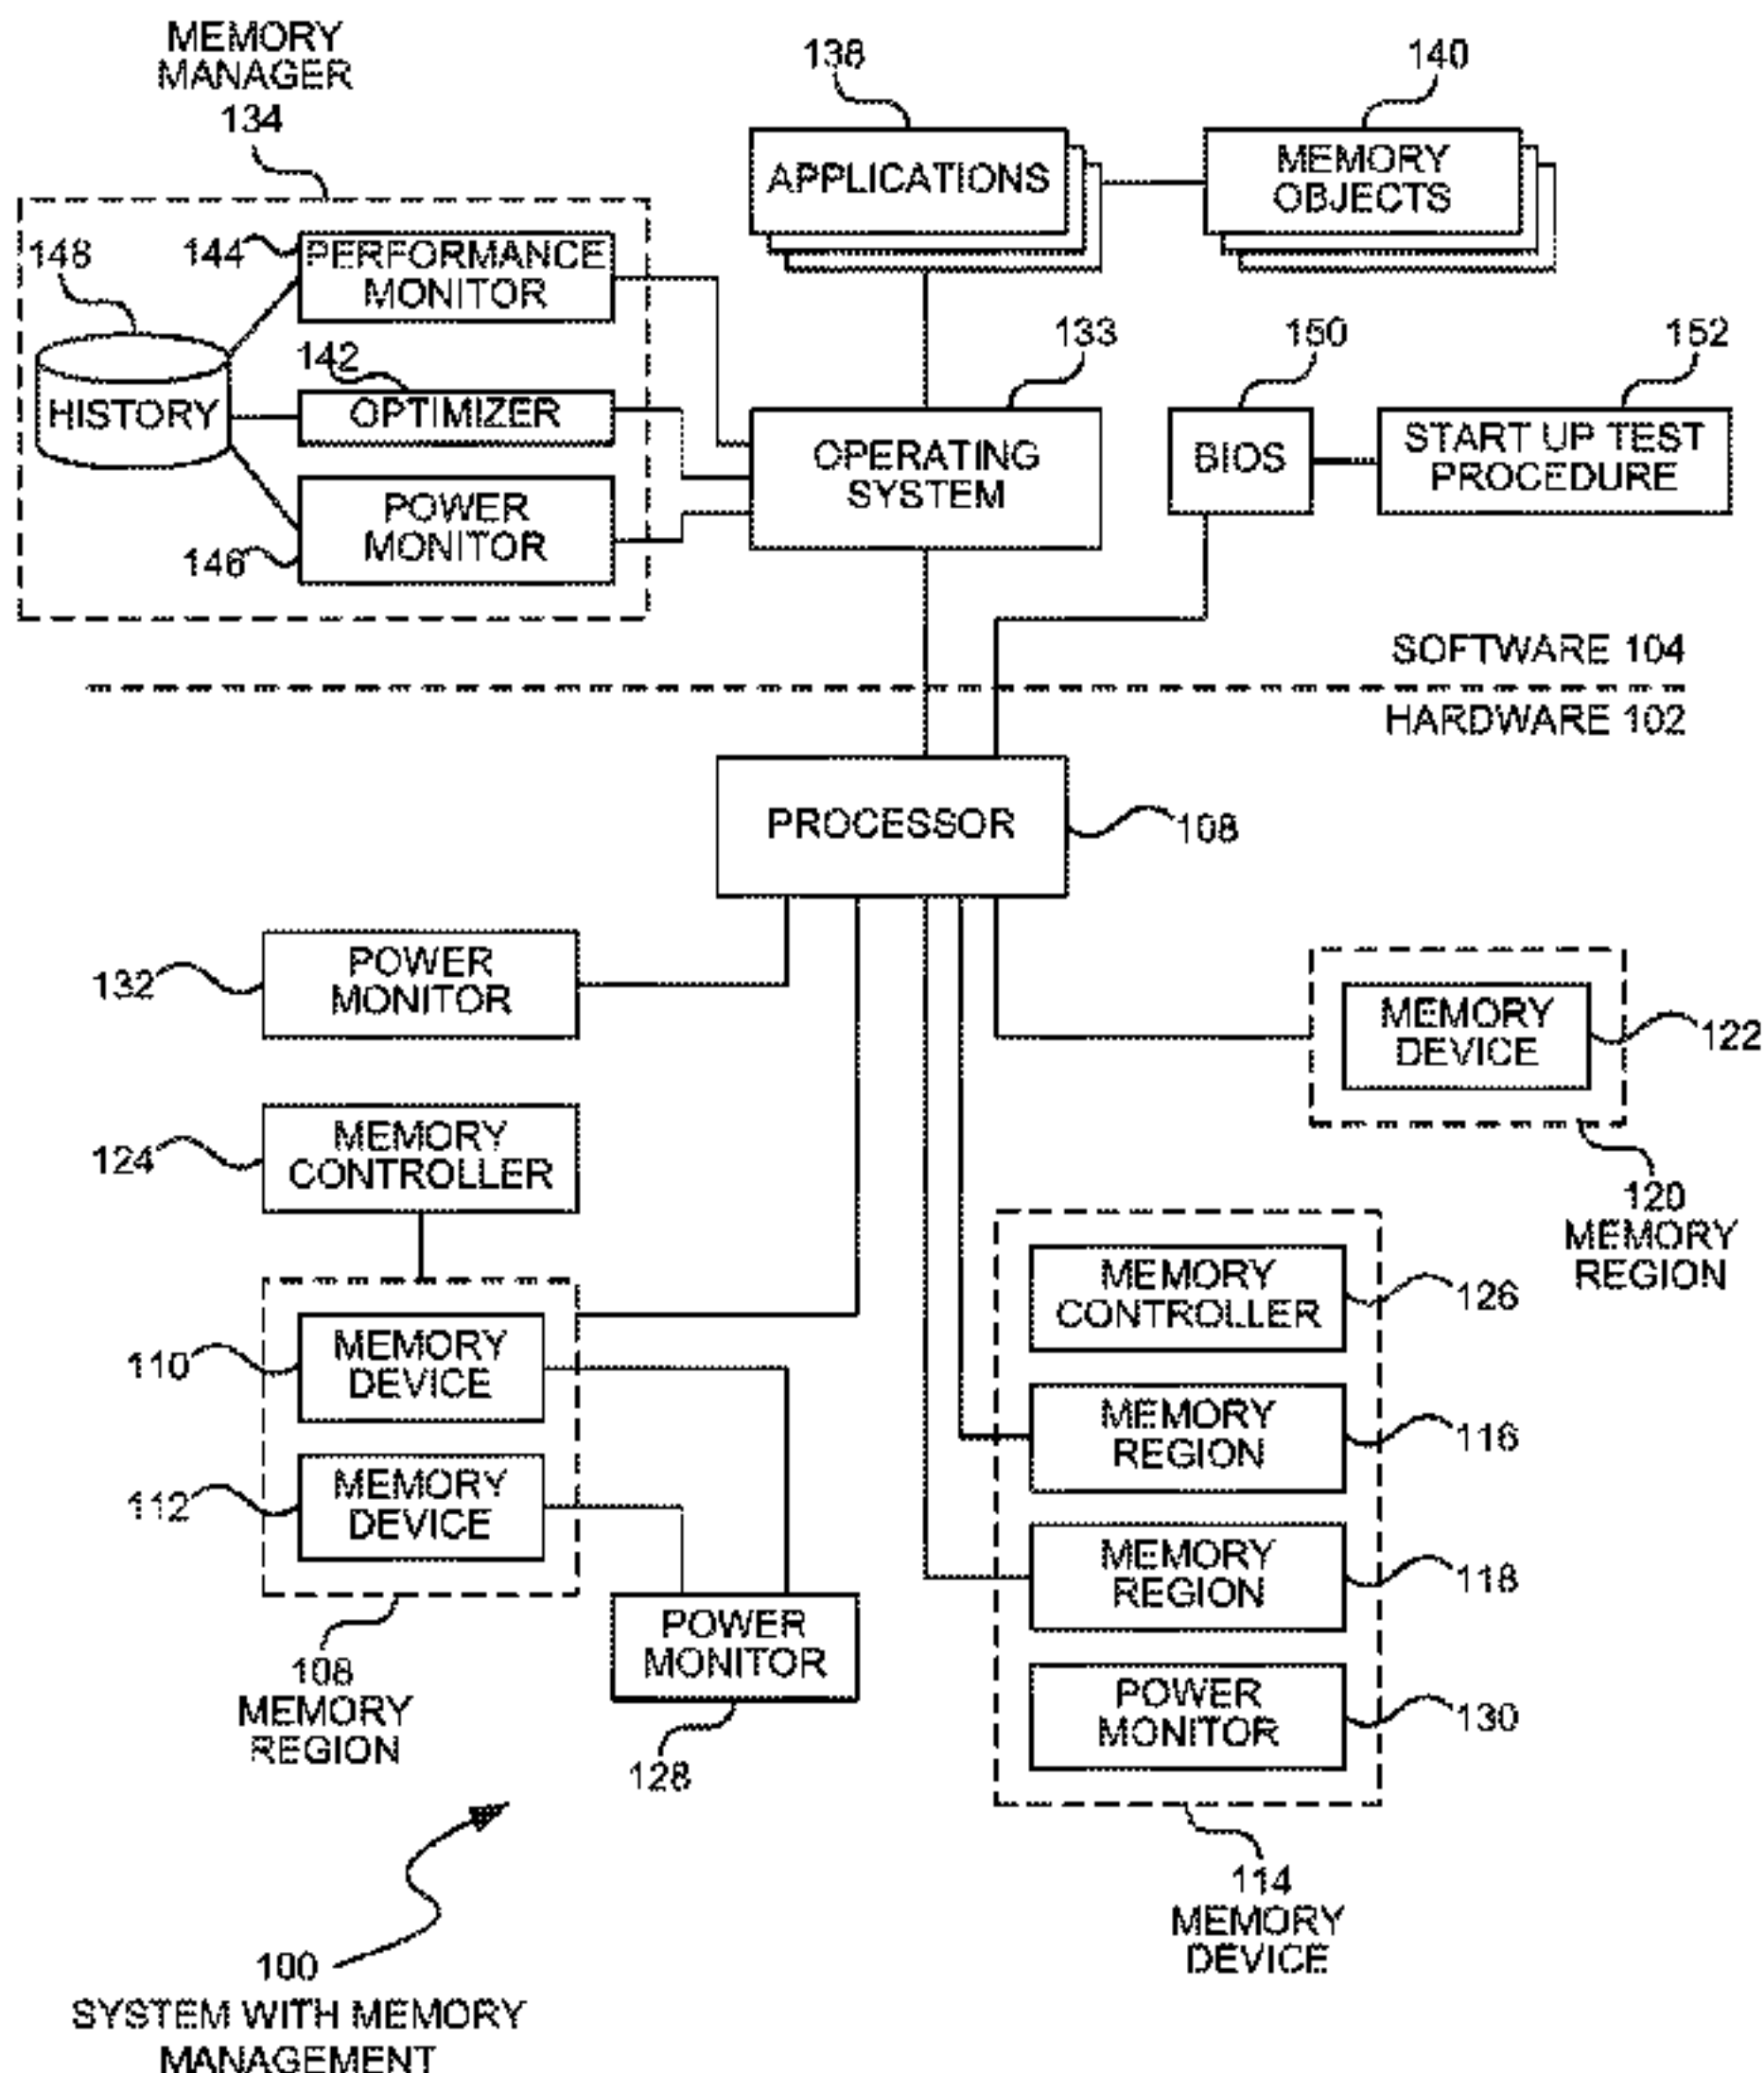 MEMORY
MANAGER
134
138
140
APPLICATIONS
MEMORY
OBJECTS
148
144
PERFORMANCE
MONITOR
142
HISTORY
OPTIMIZER
146
POWER
MONITOR
133
OPERATING
SYSTEM
150
BIOS
152
START UP TEST
PROCEDURE
SOFTWARE 104
HARDWARE 102
PROCESSOR
108
132
POWER
MONITOR
MEMORY
DEVICE
122
120
MEMORY
REGION
124
MEMORY
CONTROLLER
110
MEMORY
DEVICE
112
MEMORY
DEVICE
108
MEMORY
REGION
POWER
MONITOR
128
MEMORY
CONTROLLER
126
MEMORY
REGION
116
MEMORY
REGION
118
POWER
MONITOR
130
114
MEMORY
DEVICE
100
SYSTEM WITH MEMORY
MANAGEMENT